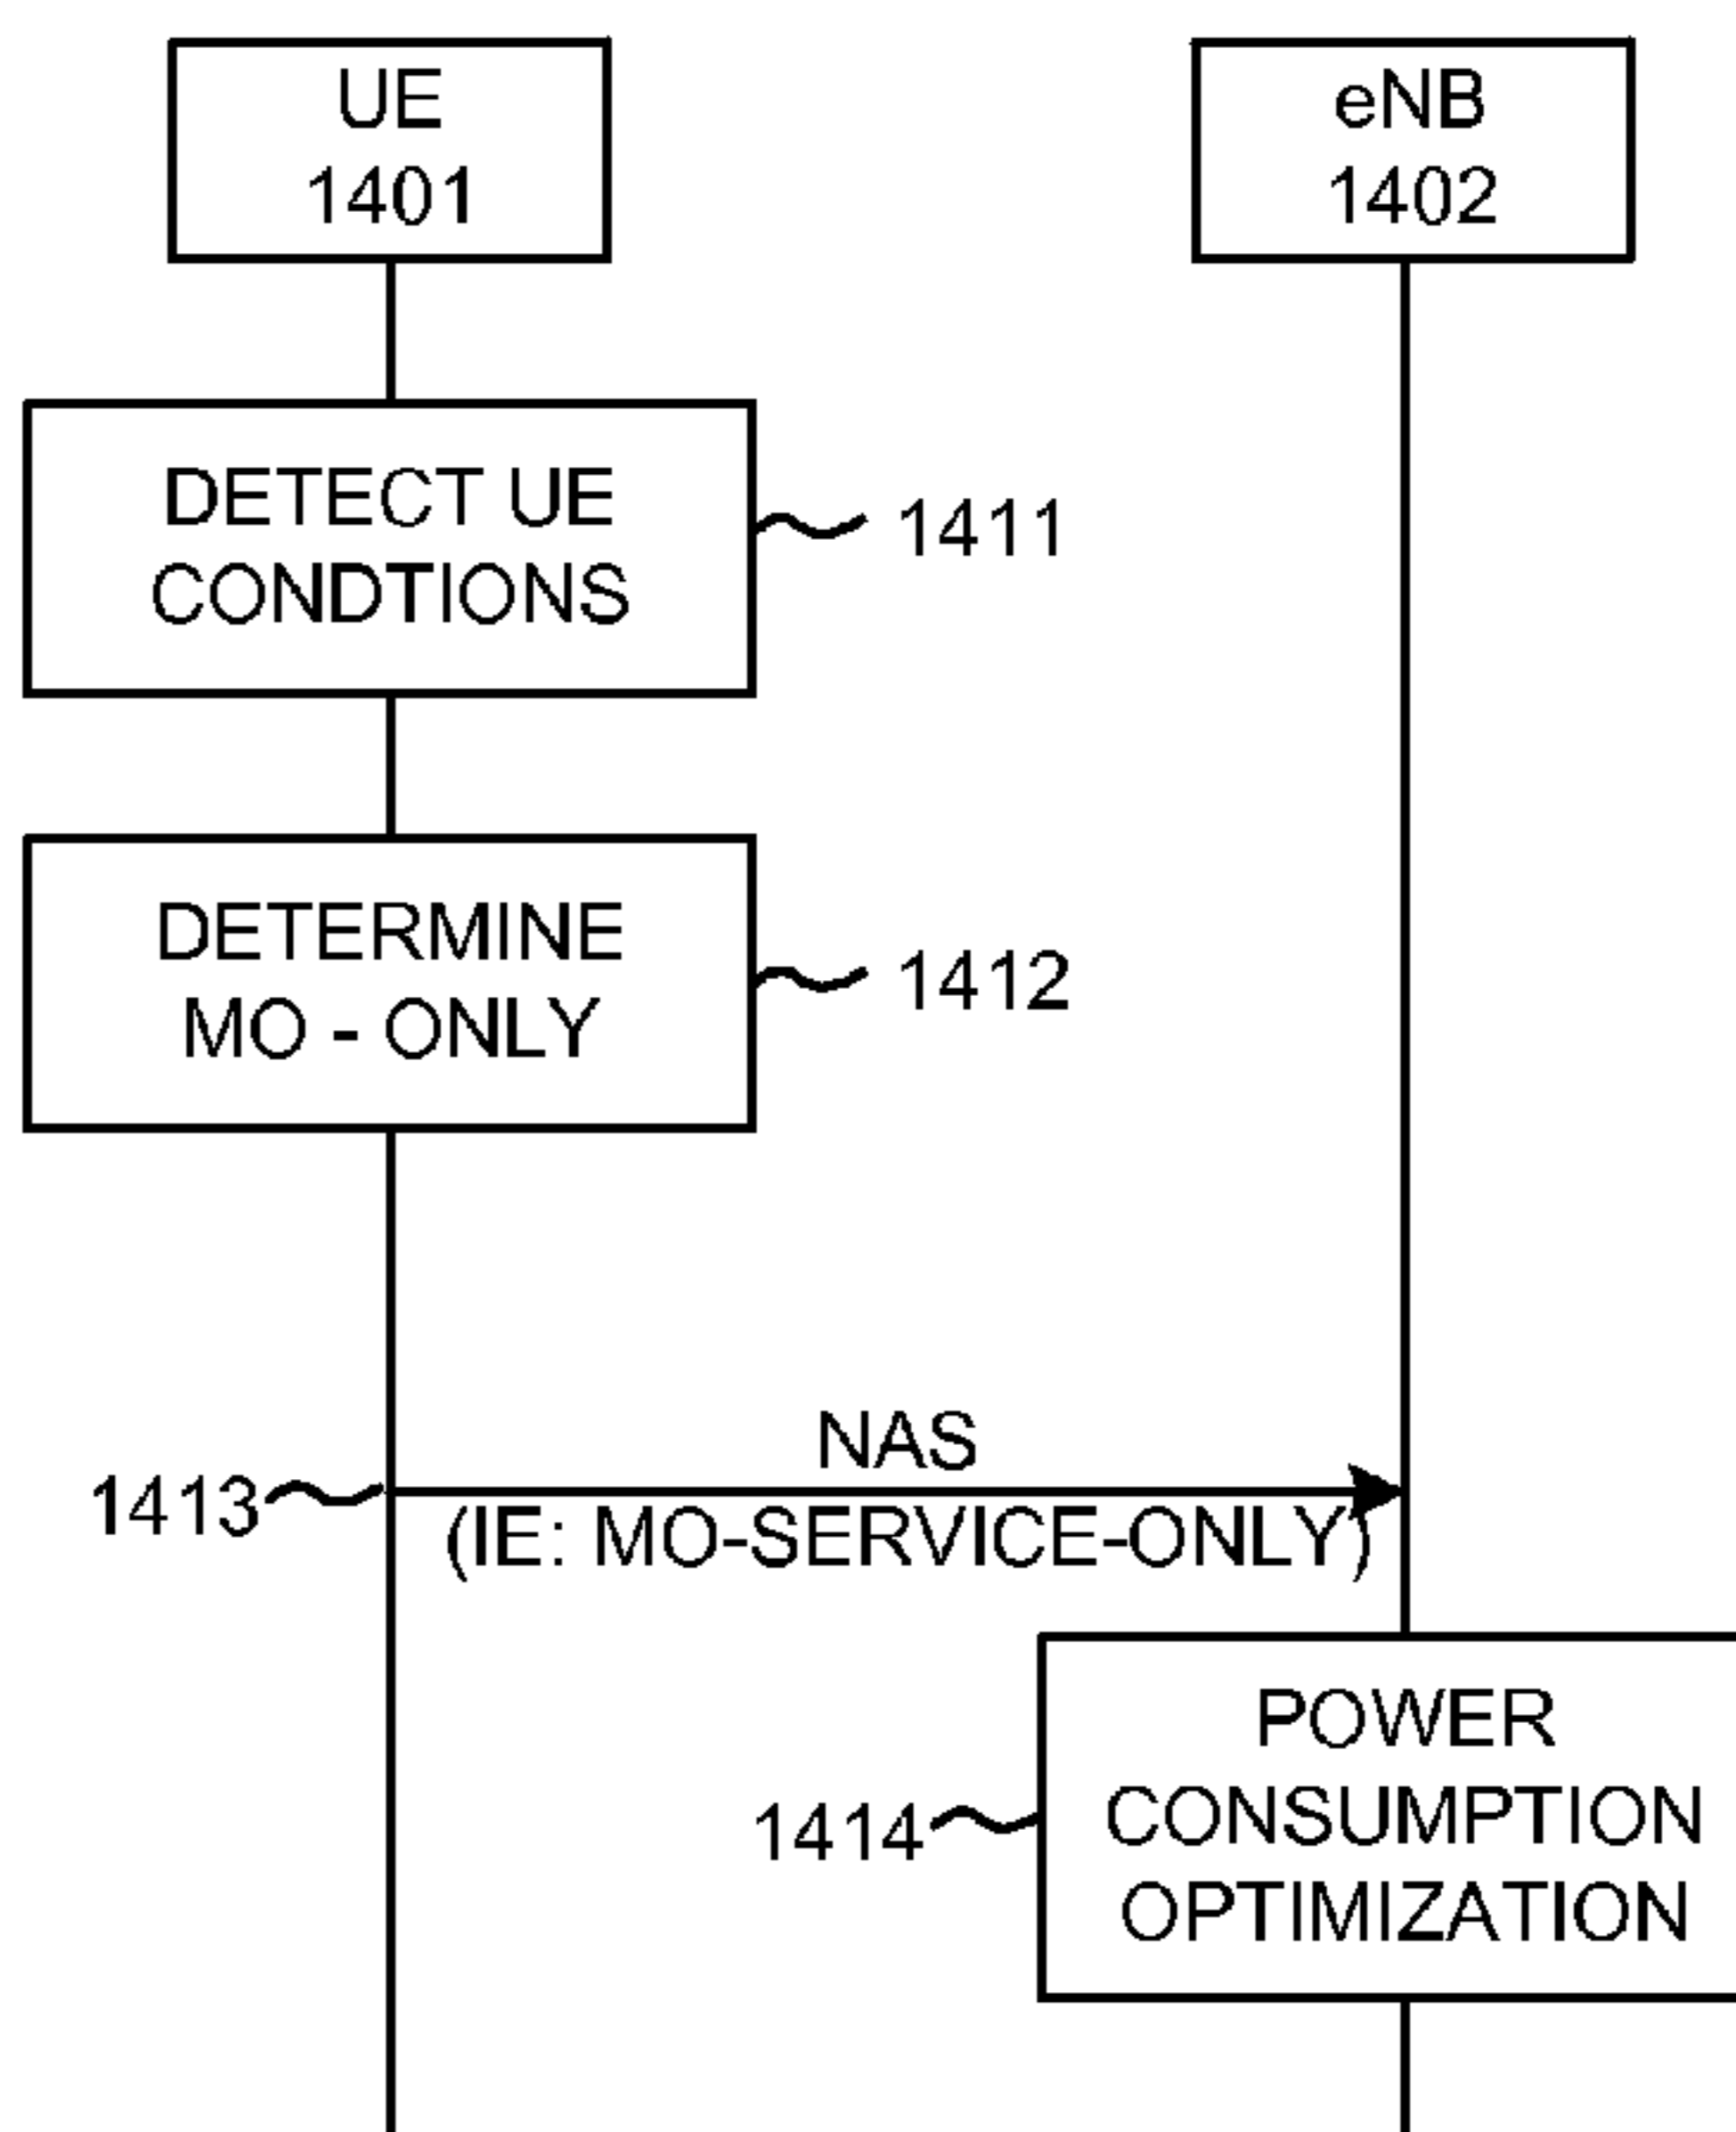 UE
1401
eNB
1402
DETECT UE
CONDTIONS
1411
DETERMINE
MO - ONLY
1412
NAS
1413
(IE: MO-SERVICE-ONLY)
POWER
CONSUMPTION
OPTIMIZATION
1414